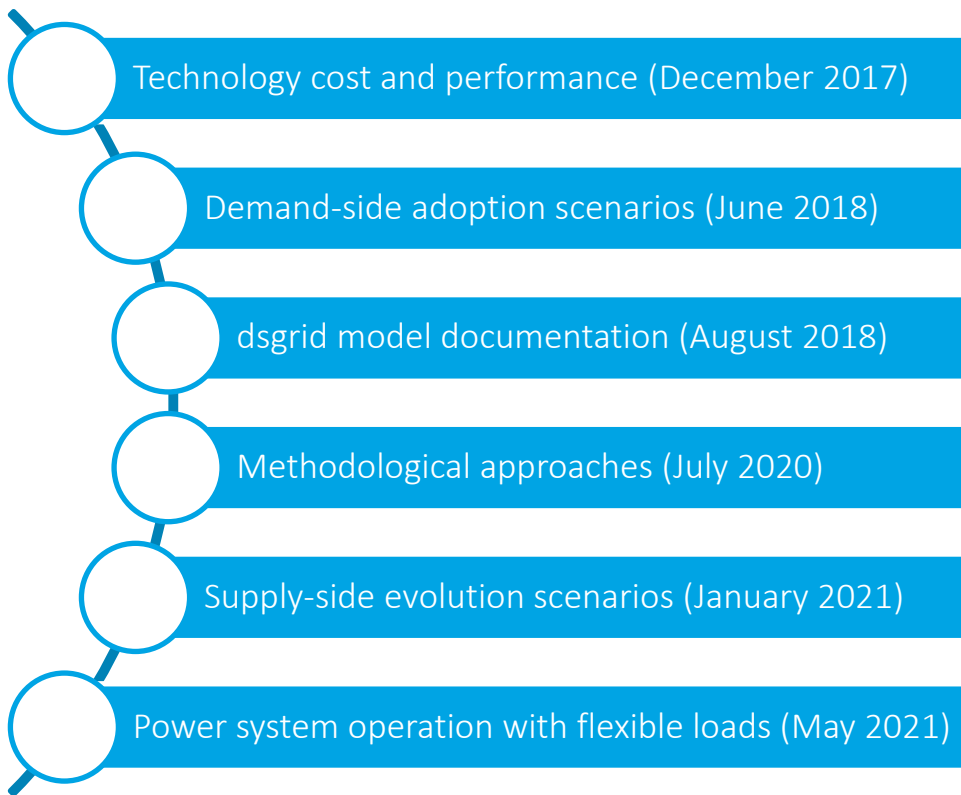 Technology cost and performance (December 2017)
Demand-side adoption scenarios (June 2018)
dsgrid model documentation (August 2018)
Methodological approaches (July 2020)
Supply-side evolution scenarios (January 2021)
Power system operation with flexible loads (May 2021)